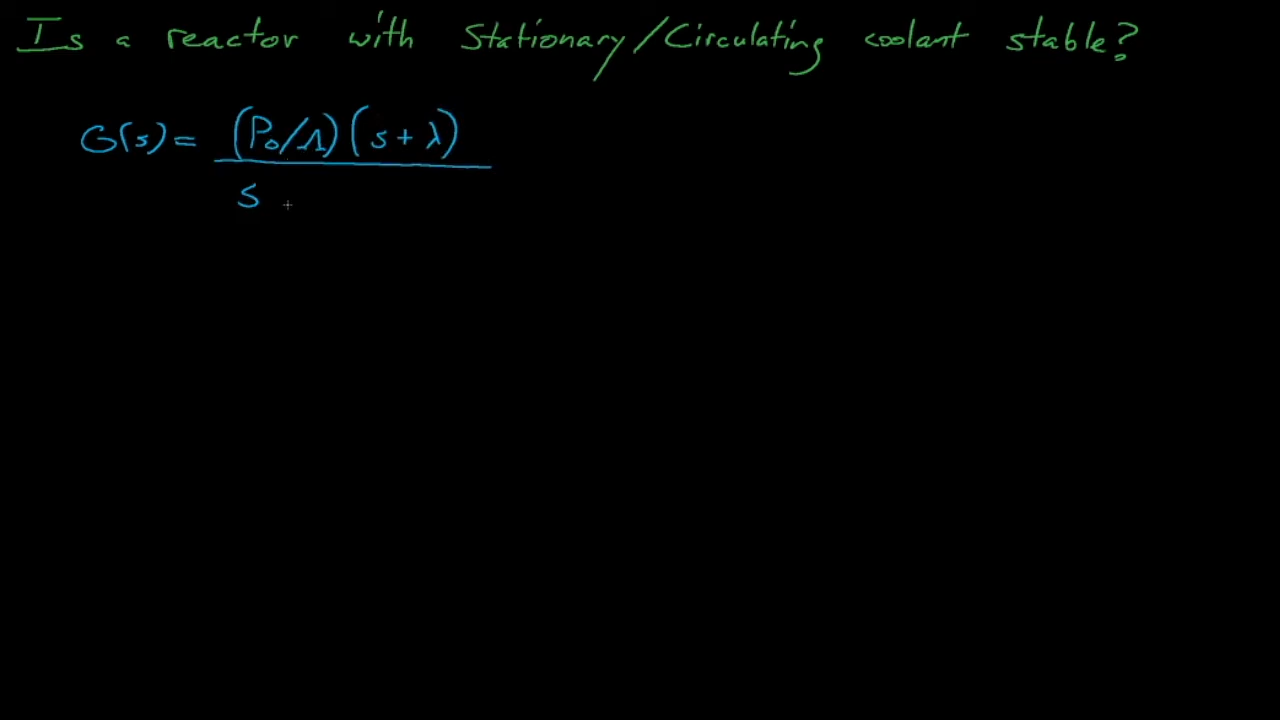 Is a reactor with Stationary/Circulating coolant stable?
G(s) = (P₀/Λ)(s+λ)
s